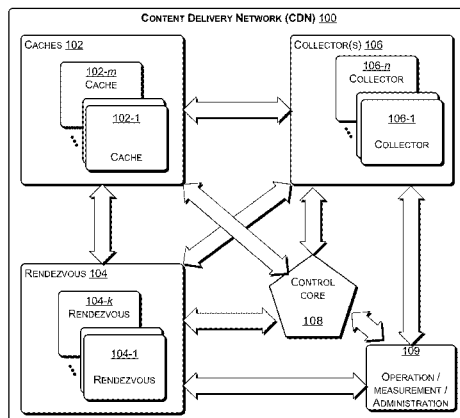 CONTENT DELIVERY NETWORK (CDN) 100
CACHES 102
102-m
CACHE
102-1
CACHE
COLLECTOR(S) 106
106-n
COLLECTOR
106-1
COLLECTOR
RENDEZVOUS 104
104-k
RENDEZVOUS
104-1
RENDEZVOUS
CONTROL
CORE
108
109
OPERATION /
MEASUREMENT /
ADMINISTRATION